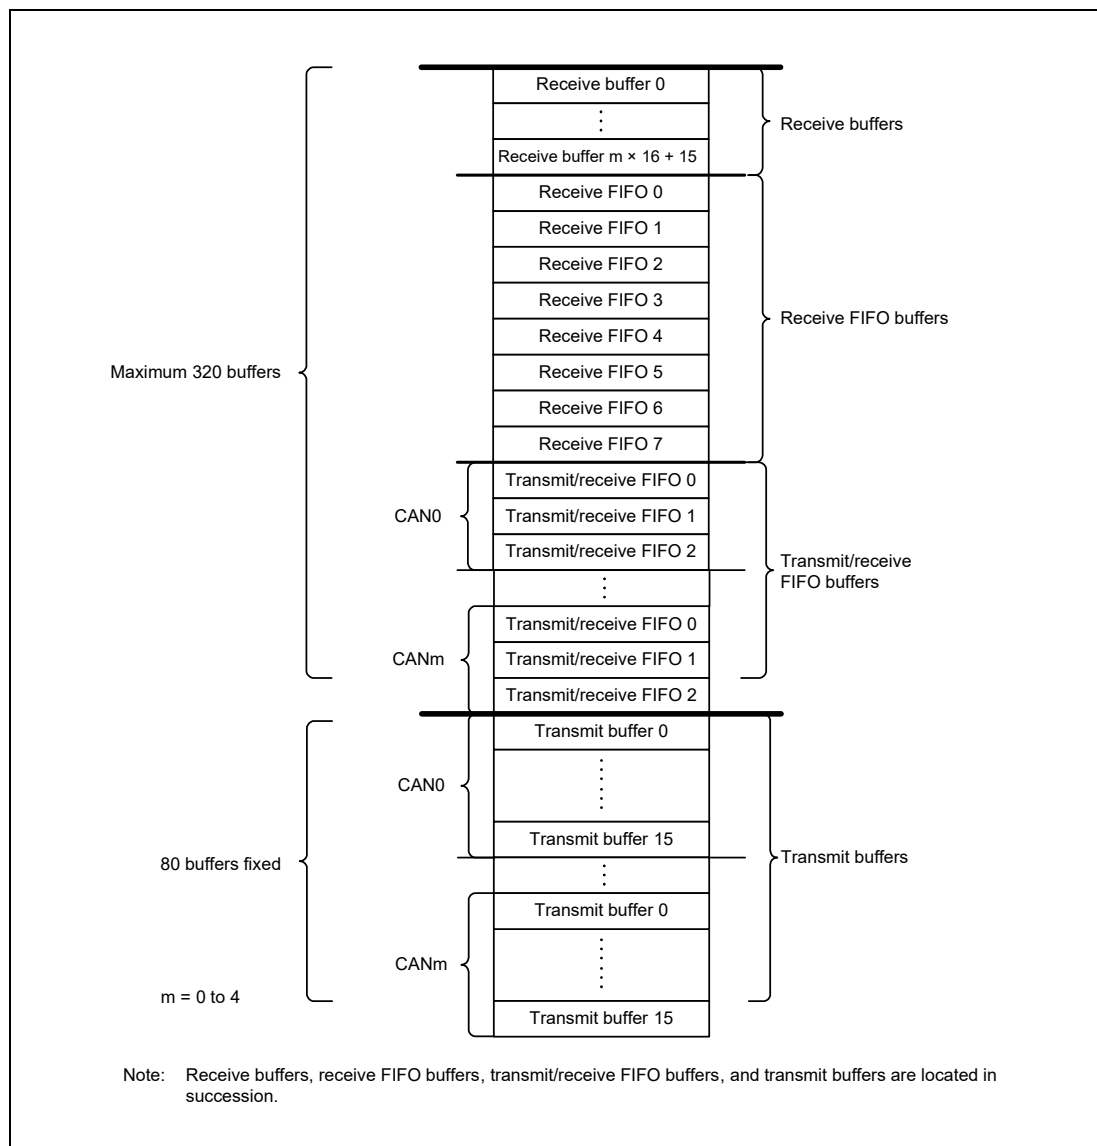 Receive buffer 0
Receive buffers
Receive buffer m × 16 + 15
Receive FIFO 0
Receive FIFO 1
Receive FIFO 2
Receive FIFO 3
Receive FIFO buffers
Receive FIFO 4
Maximum 320 buffers
Receive FIFO 5
Receive FIFO 6
Receive FIFO 7
Transmit/receive FIFO 0
CAN0
Transmit/receive FIFO 1
Transmit/receive FIFO 2
Transmit/receive
FIFO buffers
Transmit/receive FIFO 0
CANm
Transmit/receive FIFO 1
Transmit/receive FIFO 2
Transmit buffer 0
CAN0
Transmit buffer 15
80 buffers fixed
Transmit buffers
Transmit buffer 0
CANm
m = 0 to 4
Transmit buffer 15
Note: Receive buffers, receive FIFO buffers, transmit/receive FIFO buffers, and transmit buffers are located in
succession.